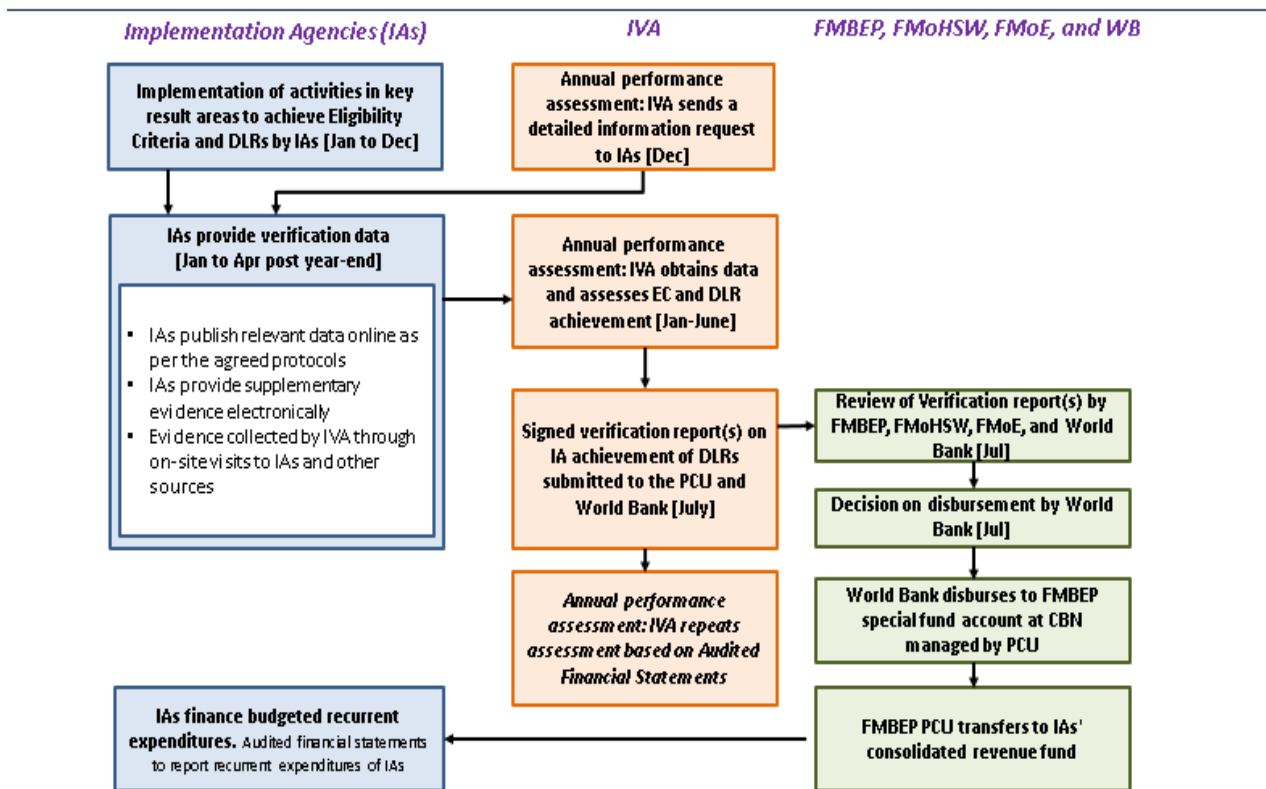 Implementation Agencies (IAs)
IVA
FMBEP, FMoHSW, FMoE, and WB
Implementation of activities in key
result areas to achieve Eligibility
Criteria and DLRs by IAs [Jan to Dec]
Annual performance
assessment: IVA sends a
detailed information request
to IAs [Dec]
IAs provide verification data
[Jan to Apr post year-end]
▪ IAs publish relevant data online as
per the agreed protocols
▪ IAs provide supplementary
evidence electronically
▪ Evidence collected by IVA through
on-site visits to IAs and other
sources
Annual performance
assessment: IVA obtains data
and assesses EC and DLR
achievement [Jan-June]
Signed verification report(s) on
IA achievement of DLRs
submitted to the PCU and
World Bank [July]
Review of Verification report(s) by
FMBEP, FMoHSW, FMoE, and World
Bank [Jul]
Decision on disbursement by World
Bank [Jul]
Annual performance
assessment: IVA repeats
assessment based on Audited
Financial Statements
World Bank disburses to FMBEP
special fund account at CBN
managed by PCU
IAs finance budgeted recurrent
expenditures. Audited financial statements
to report recurrent expenditures of IAs
FMBEP PCU transfers to IAs'
consolidated revenue fund